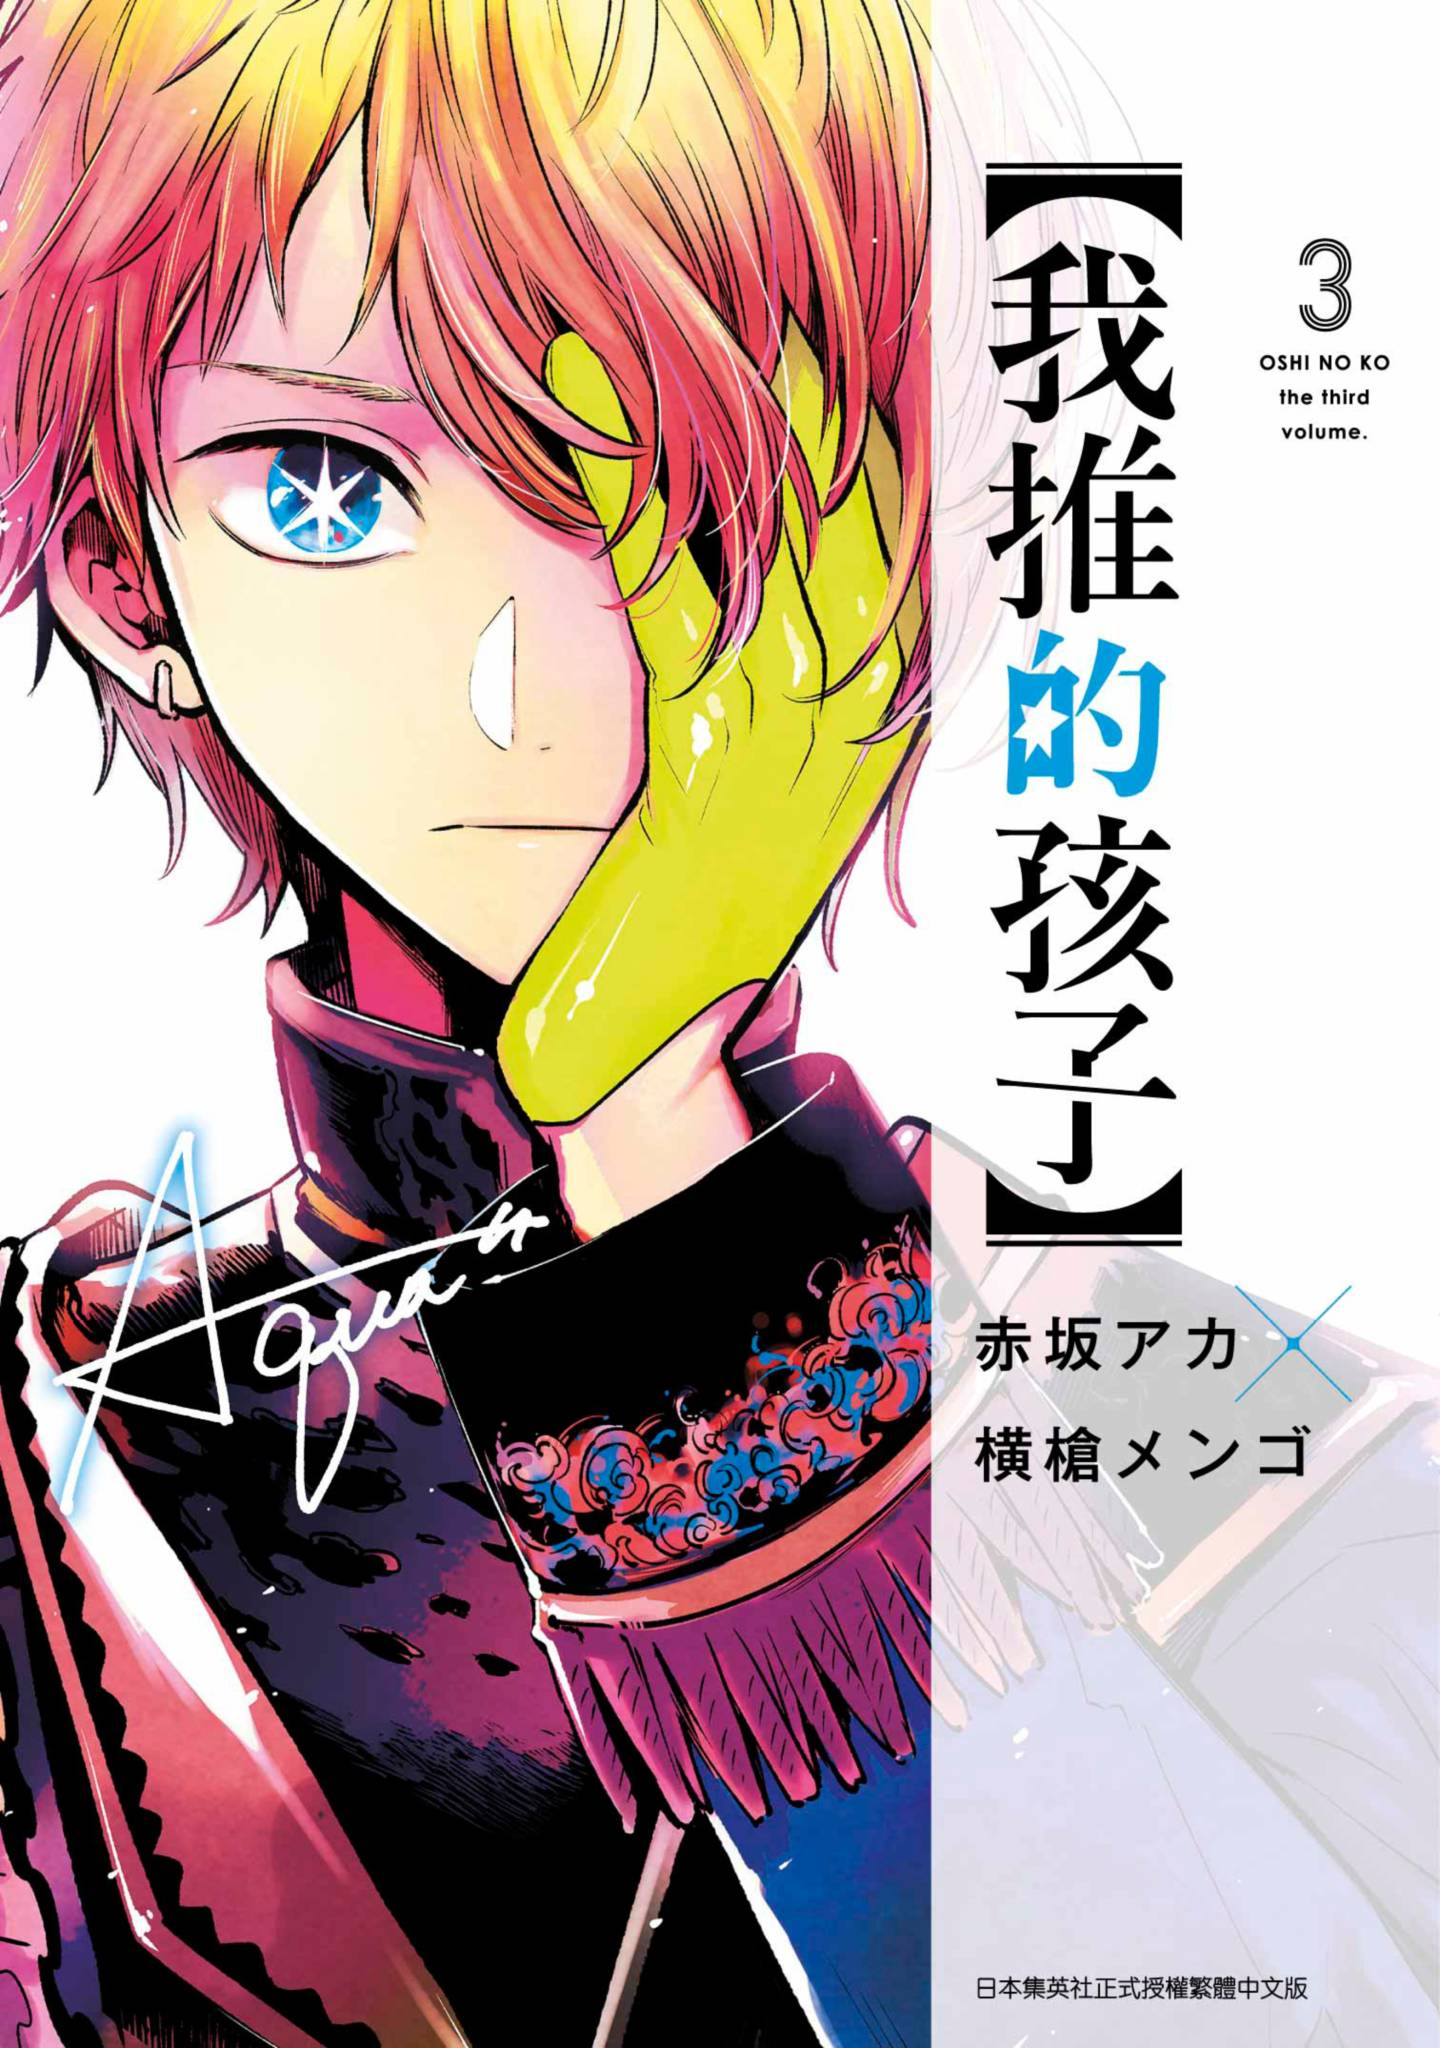 3
OSHI NO KO
the third
volume.
【我推的孩子】
赤坂アカ×
横槍メンゴ
Aqua
日本集英社正式授權繁體中文版